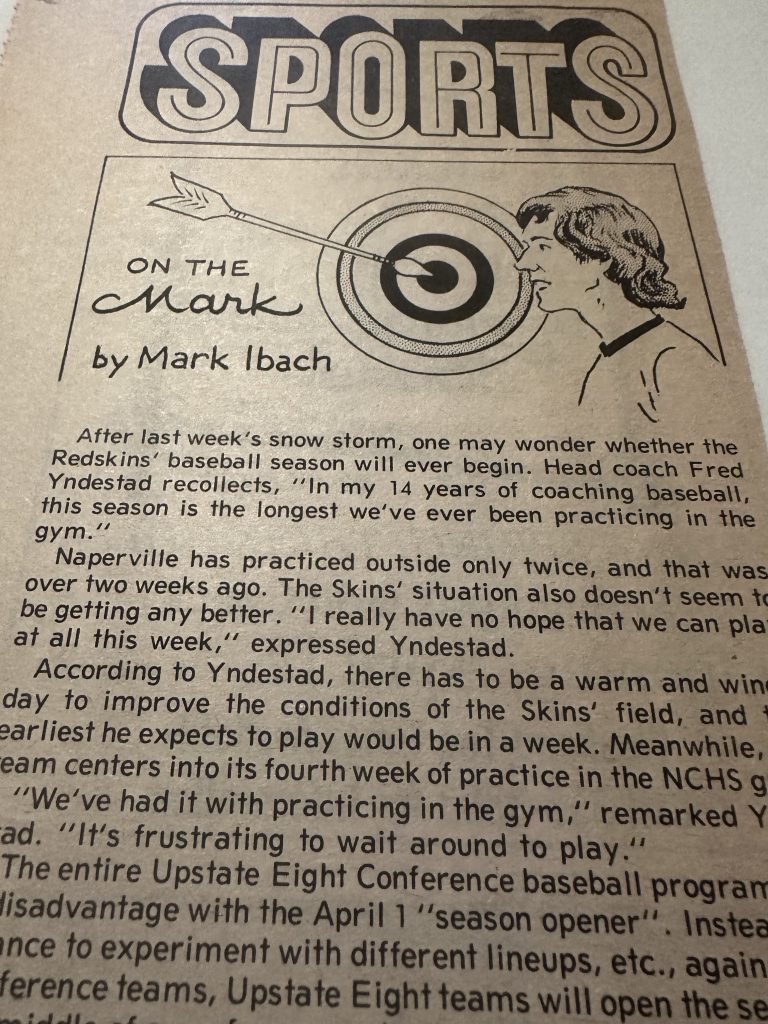 SPORTS
ON THE
Mark
by Mark Ibach
After last week's snow storm, one may wonder whether the
Redskins' baseball season will ever begin. Head coach Fred
Yndestad recollects, "In my 14 years of coaching baseball,
this season is the longest we've ever been practicing in the
gym."
Naperville has practiced outside only twice, and that was
over two weeks ago. The Skins' situation also doesn't seem to
be getting any better. "I really have no hope that we can pla
at all this week," expressed Yndestad.
According to Yndestad, there has to be a warm and wind
day to improve the conditions of the Skins' field, and t
earliest he expects to play would be in a week. Meanwhile,
eam centers into its fourth week of practice in the NCHS g
"We've had it with practicing in the gym," remarked Y
ad. "It's frustrating to wait around to play."
The entire Upstate Eight Conference baseball program
disadvantage with the April 1 "season opener". Instea
ance to experiment with different lineups, etc., again
ference teams, Upstate Eight teams will open the se